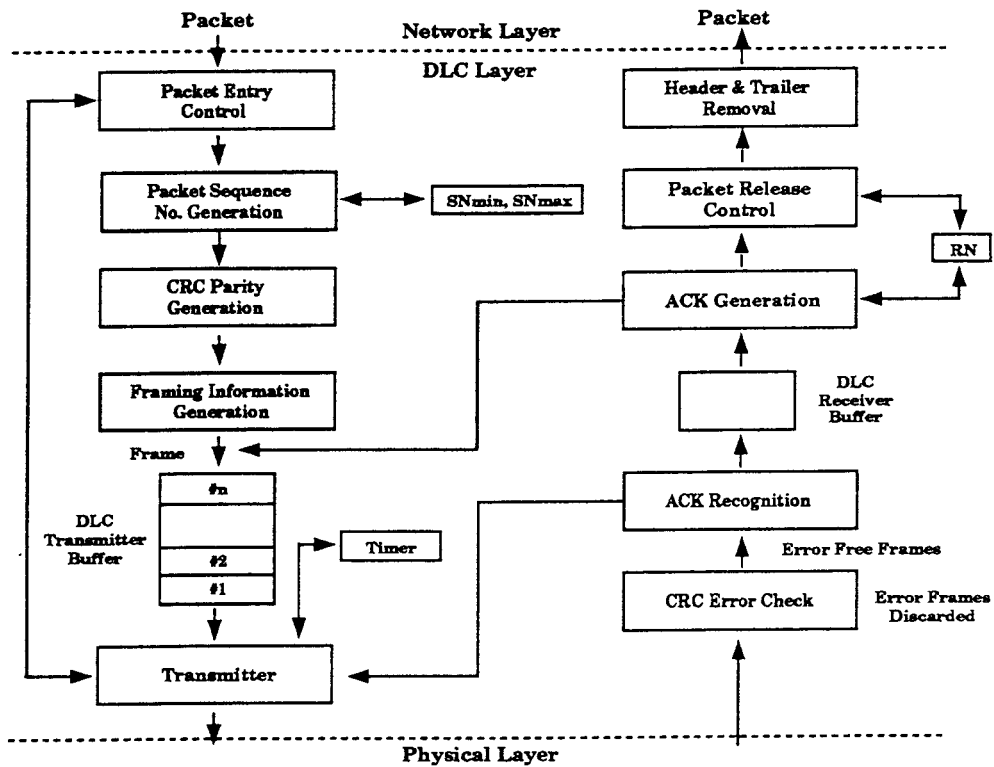 Packet
Packet
Network Layer
DLC Layer
Packet Entry
Control
Header & Trailer
Removal
Packet Sequence
No. Generation
SNmin, SNmax
Packet Release
Control
RN
CRC Parity
Generation
ACK Generation
Framing Information
Generation
DLC
Receiver
Buffer
Frame
#n
#2
#1
DLC
Transmitter
Buffer
Timer
ACK Recognition
Error Free Frames
CRC Error Check
Error Frames
Discarded
Transmitter
Physical Layer